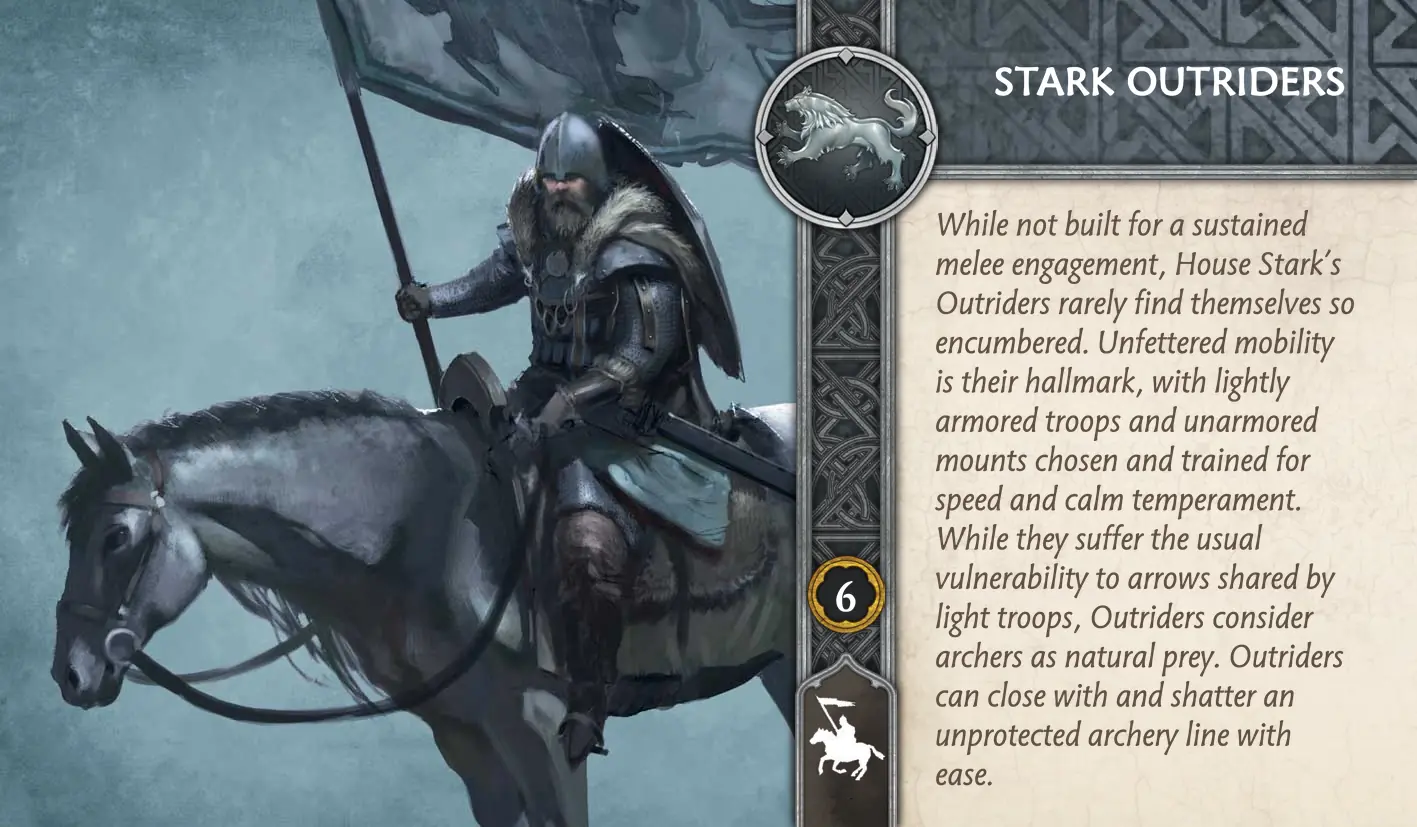 STARK OUTRIDERS
While not built for a sustained
melee engagement, House Stark's
Outriders rarely find themselves so
encumbered. Unfettered mobility
is their hallmark, with lightly
armored troops and unarmored
mounts chosen and trained for
speed and calm temperament.
While they suffer the usual
vulnerability to arrows shared by
light troops, Outriders consider
archers as natural prey. Outriders
can close with and shatter an
unprotected archery line with
ease.
6